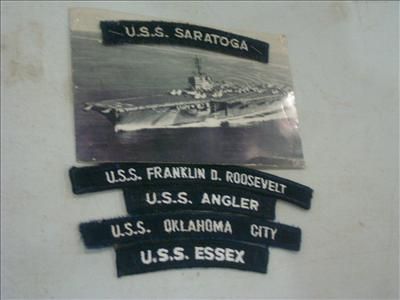 U.S.S. SARATOGA
U.S.S. FRANKLIN D. ROOSEVELT
U.S.S. ANGLER
U.S.S. OKLAHOMA CITY
U.S.S. ESSEX